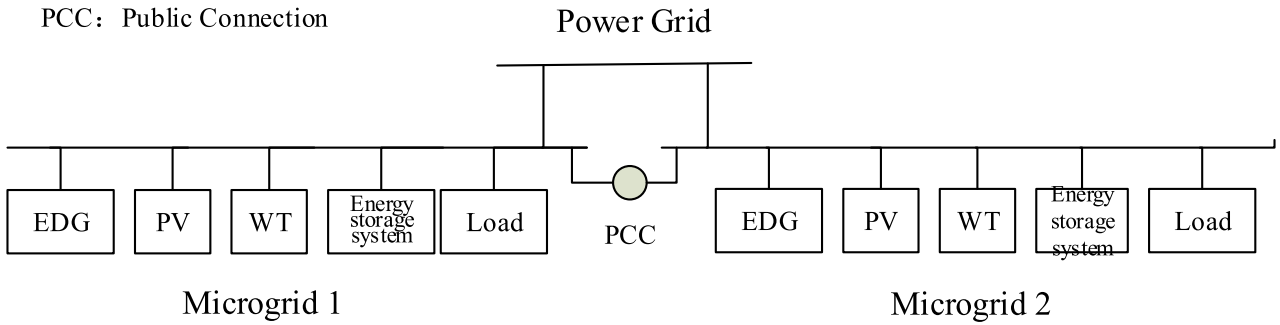 PCC：Public Connection
Power Grid
EDG
PV
WT
Energy
storage
system
Load
PCC
EDG
PV
WT
Energy
storage
system
Load
Microgrid 1
Microgrid 2